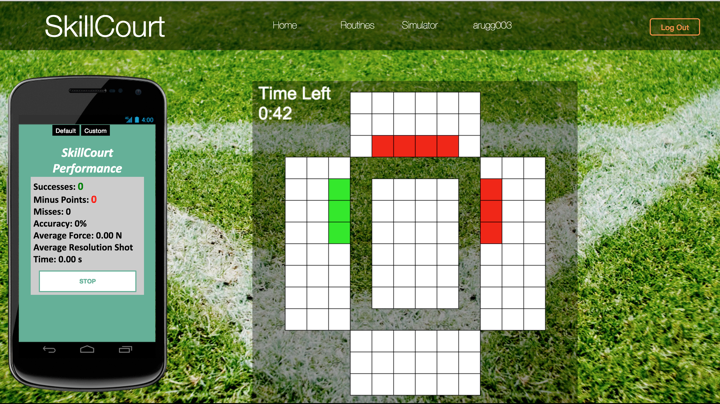 SkillCourt
Home Routines Simulator arugg003
Log Out
Time Left
0:42
4:00
Default Custom
SkillCourt
Performance
Successes: 0
Minus Points: 0
Misses: 0
Accuracy: 0%
Average Force: 0.00 N
Average Resolution Shot
Time: 0.00 s
STOP